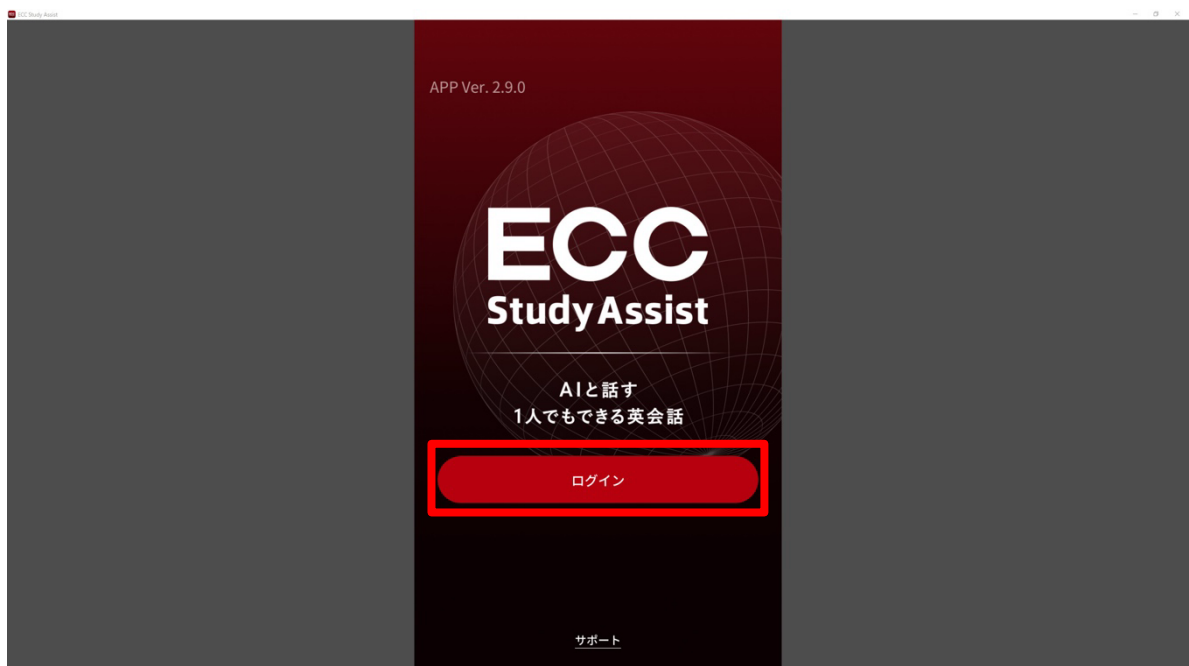 ECC Study Assist
APP Ver. 2.9.0
ECC
StudyAssist
AIと話す
1人でもできる英会話
ログイン
サポート